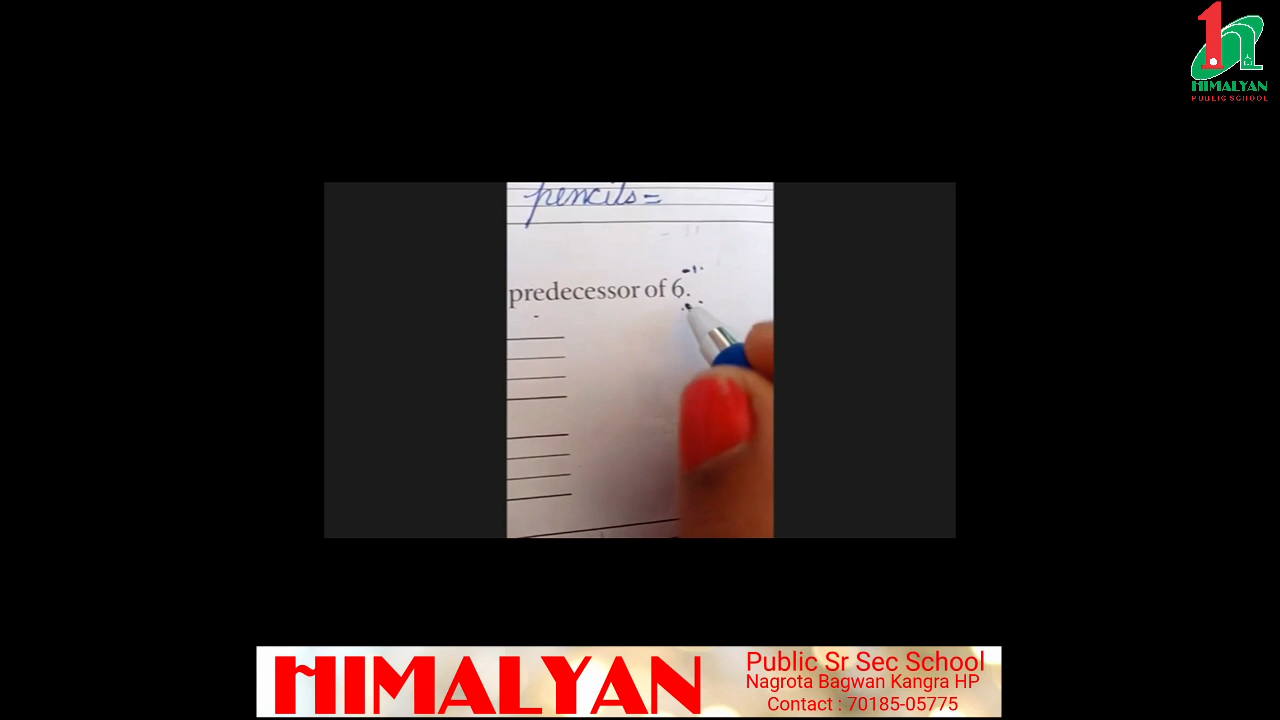 HIMALYAN
PUBLIC SCHOOL
pencils=
predecessor of 6.
HIMALYAN
Public Sr Sec School
Nagrota Bagwan Kangra HP
Contact : 70185-05775